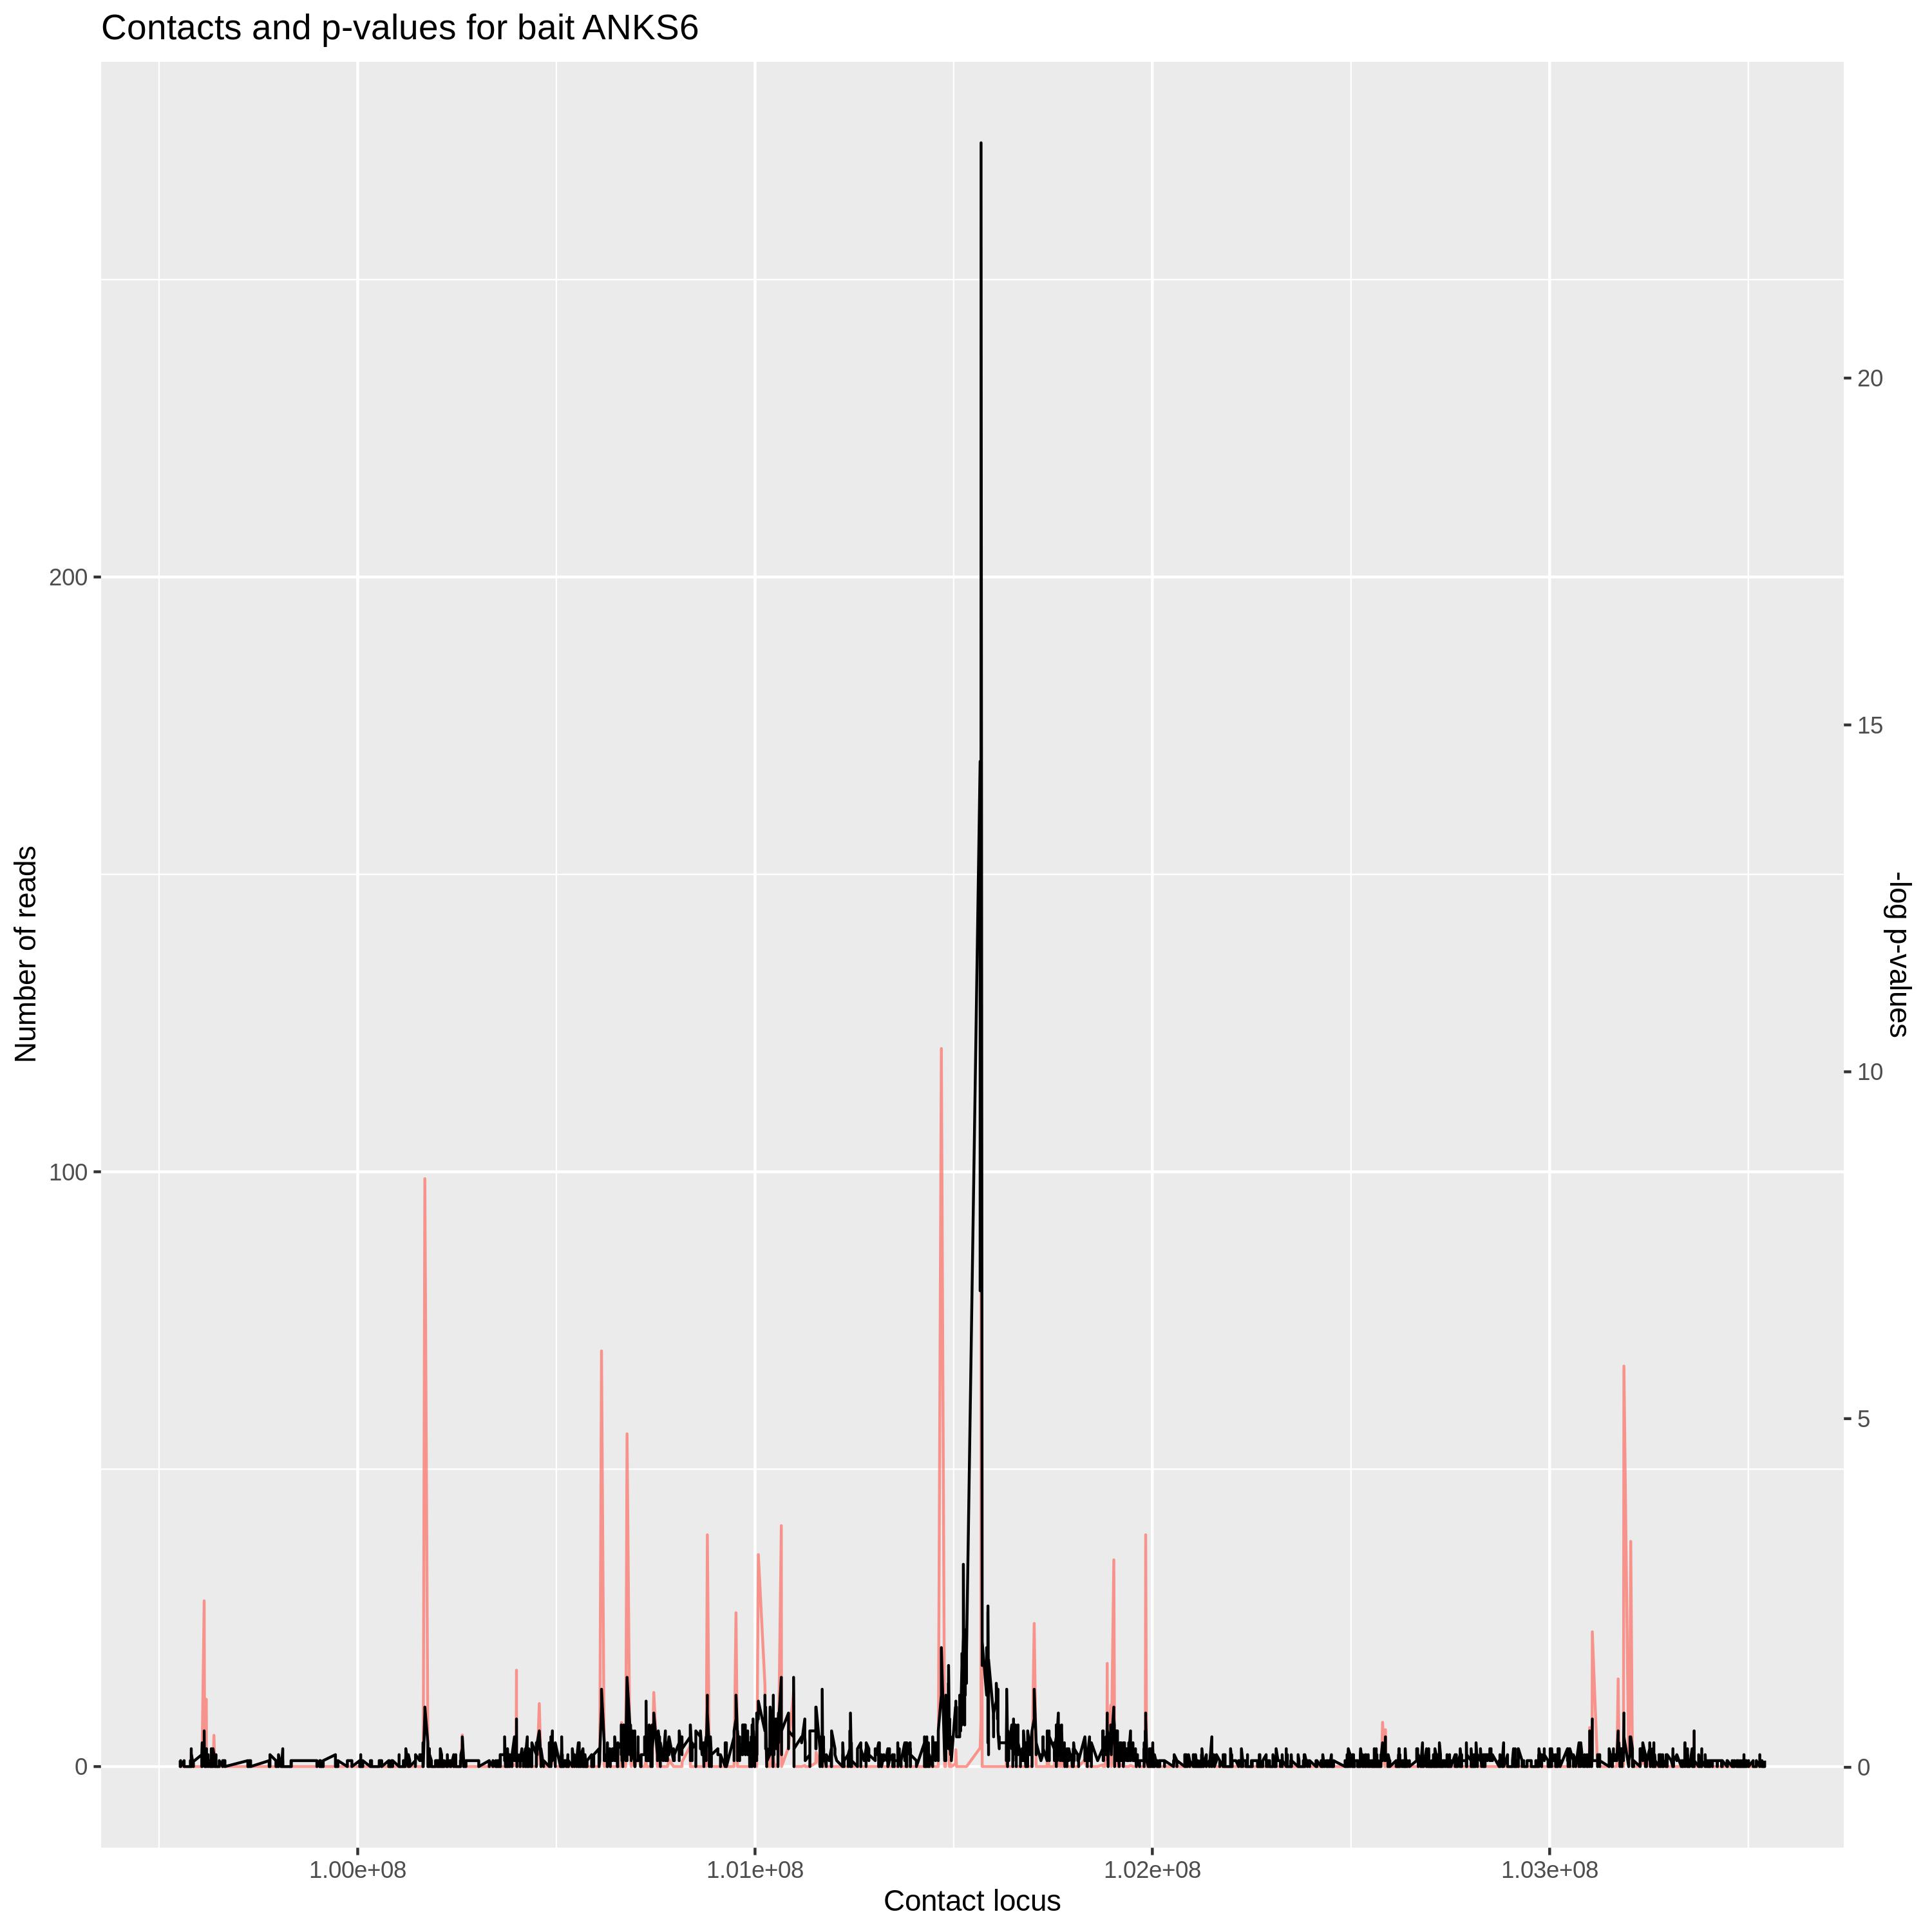 Contacts and p-values for bait ANKS6
Number of reads
200
100
0
20
15
10
5
0
-log p-values
1.00e+08
1.01e+08
1.02e+08
1.03e+08
Contact locus